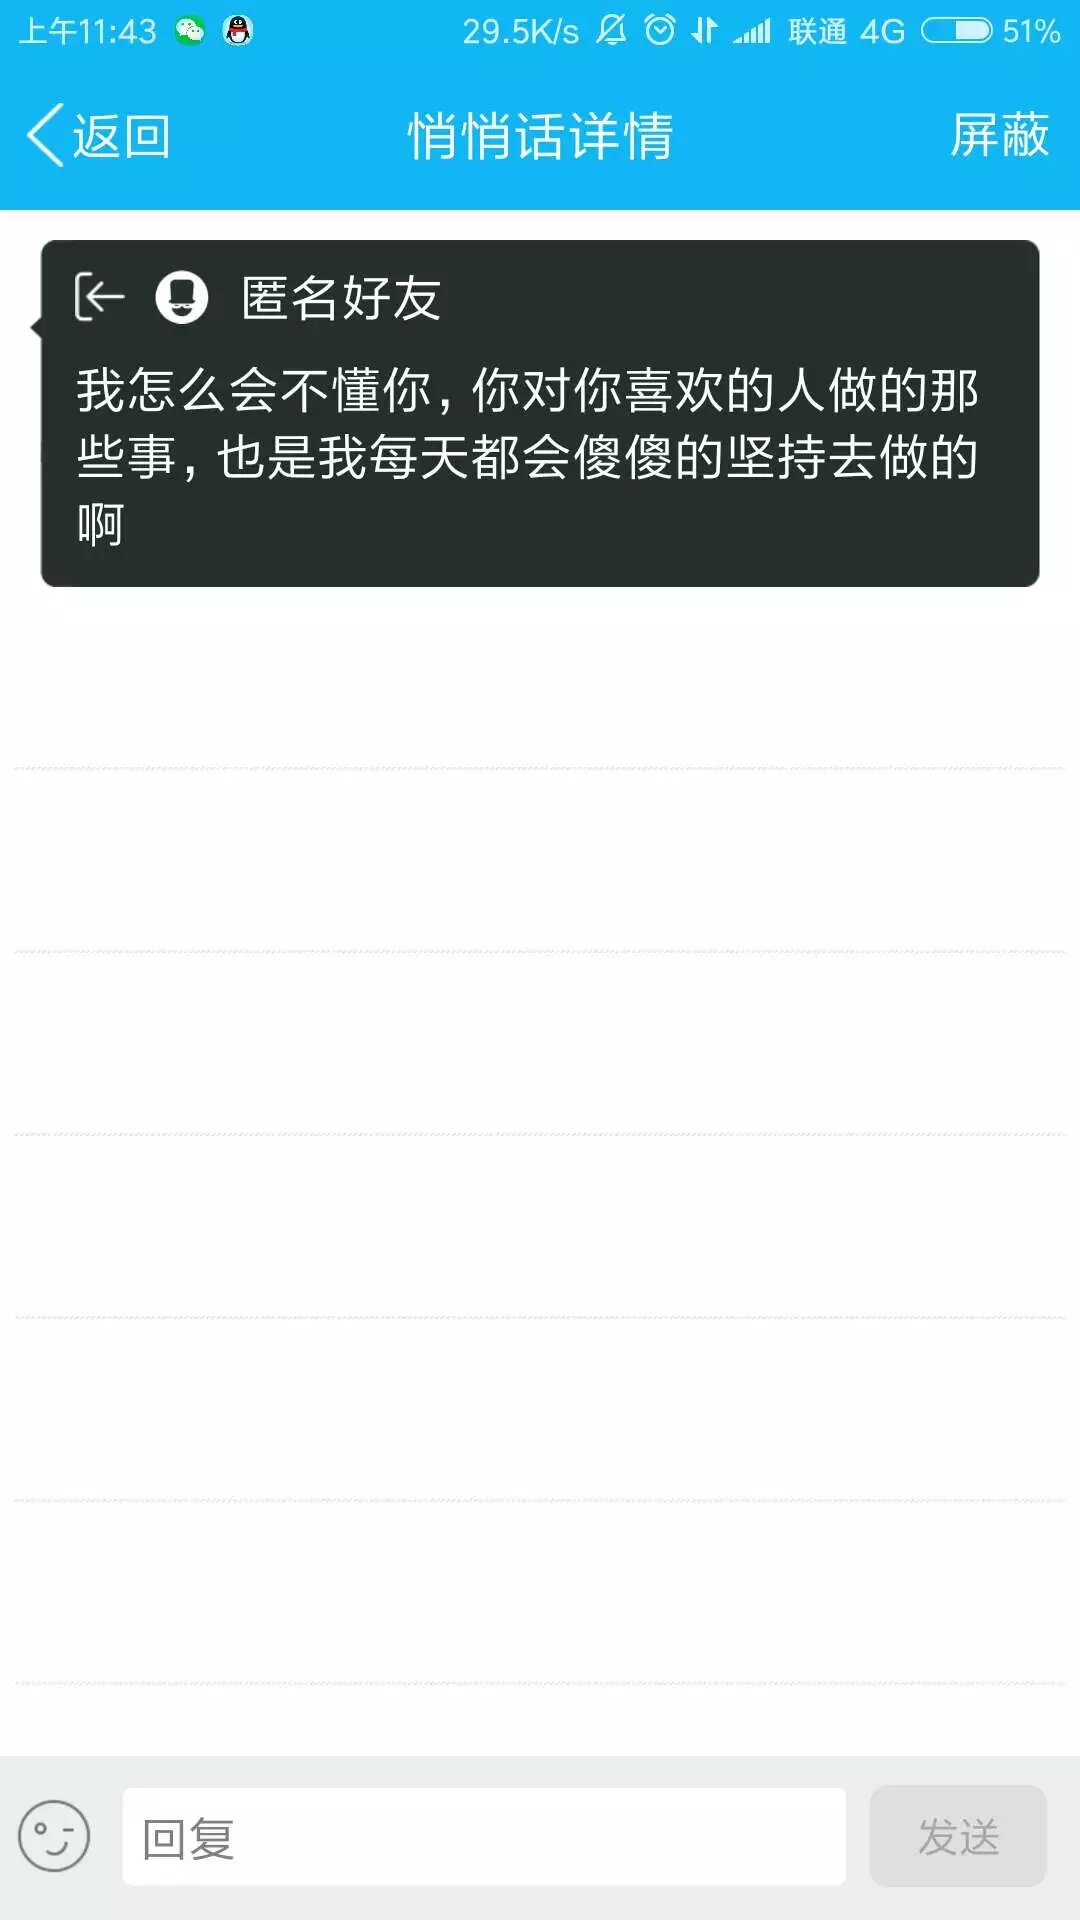 上午11:43 29.5K/s 联通 4G 51%
返回 悄悄话详情 屏蔽
匿名好友
我怎么会不懂你，你对你喜欢的人做的那
些事，也是我每天都会傻傻的坚持去做的
啊
回复 发送